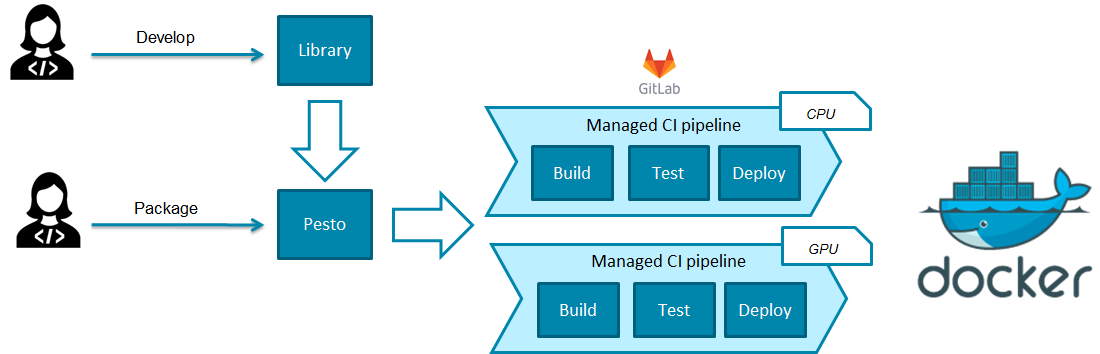 Develop
Library
GitLab
CPU
Managed CI pipeline
Build Test Deploy
Package
Pesto
GPU
Managed CI pipeline
Build Test Deploy
docker